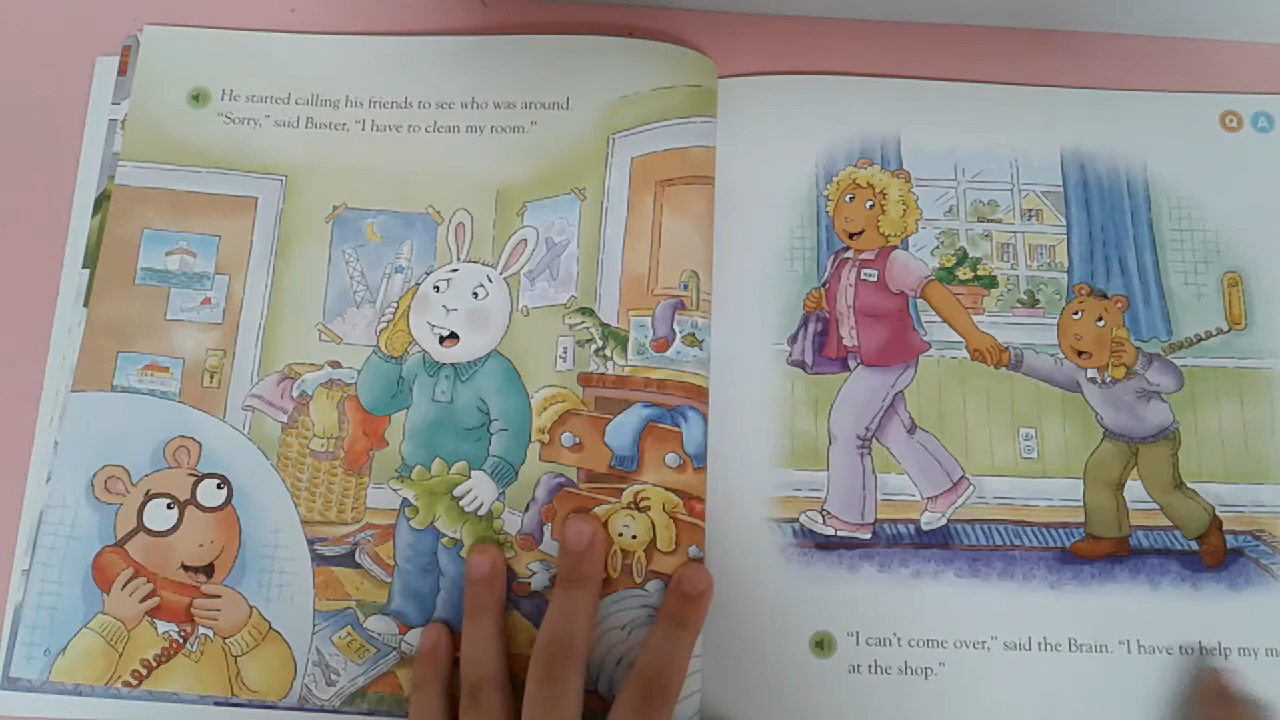 He started calling his friends to see who was around.
"Sorry," said Buster, "I have to clean my room."
JETS
6
Q A
"I can't come over," said the Brain. "I have to help my
at the shop."